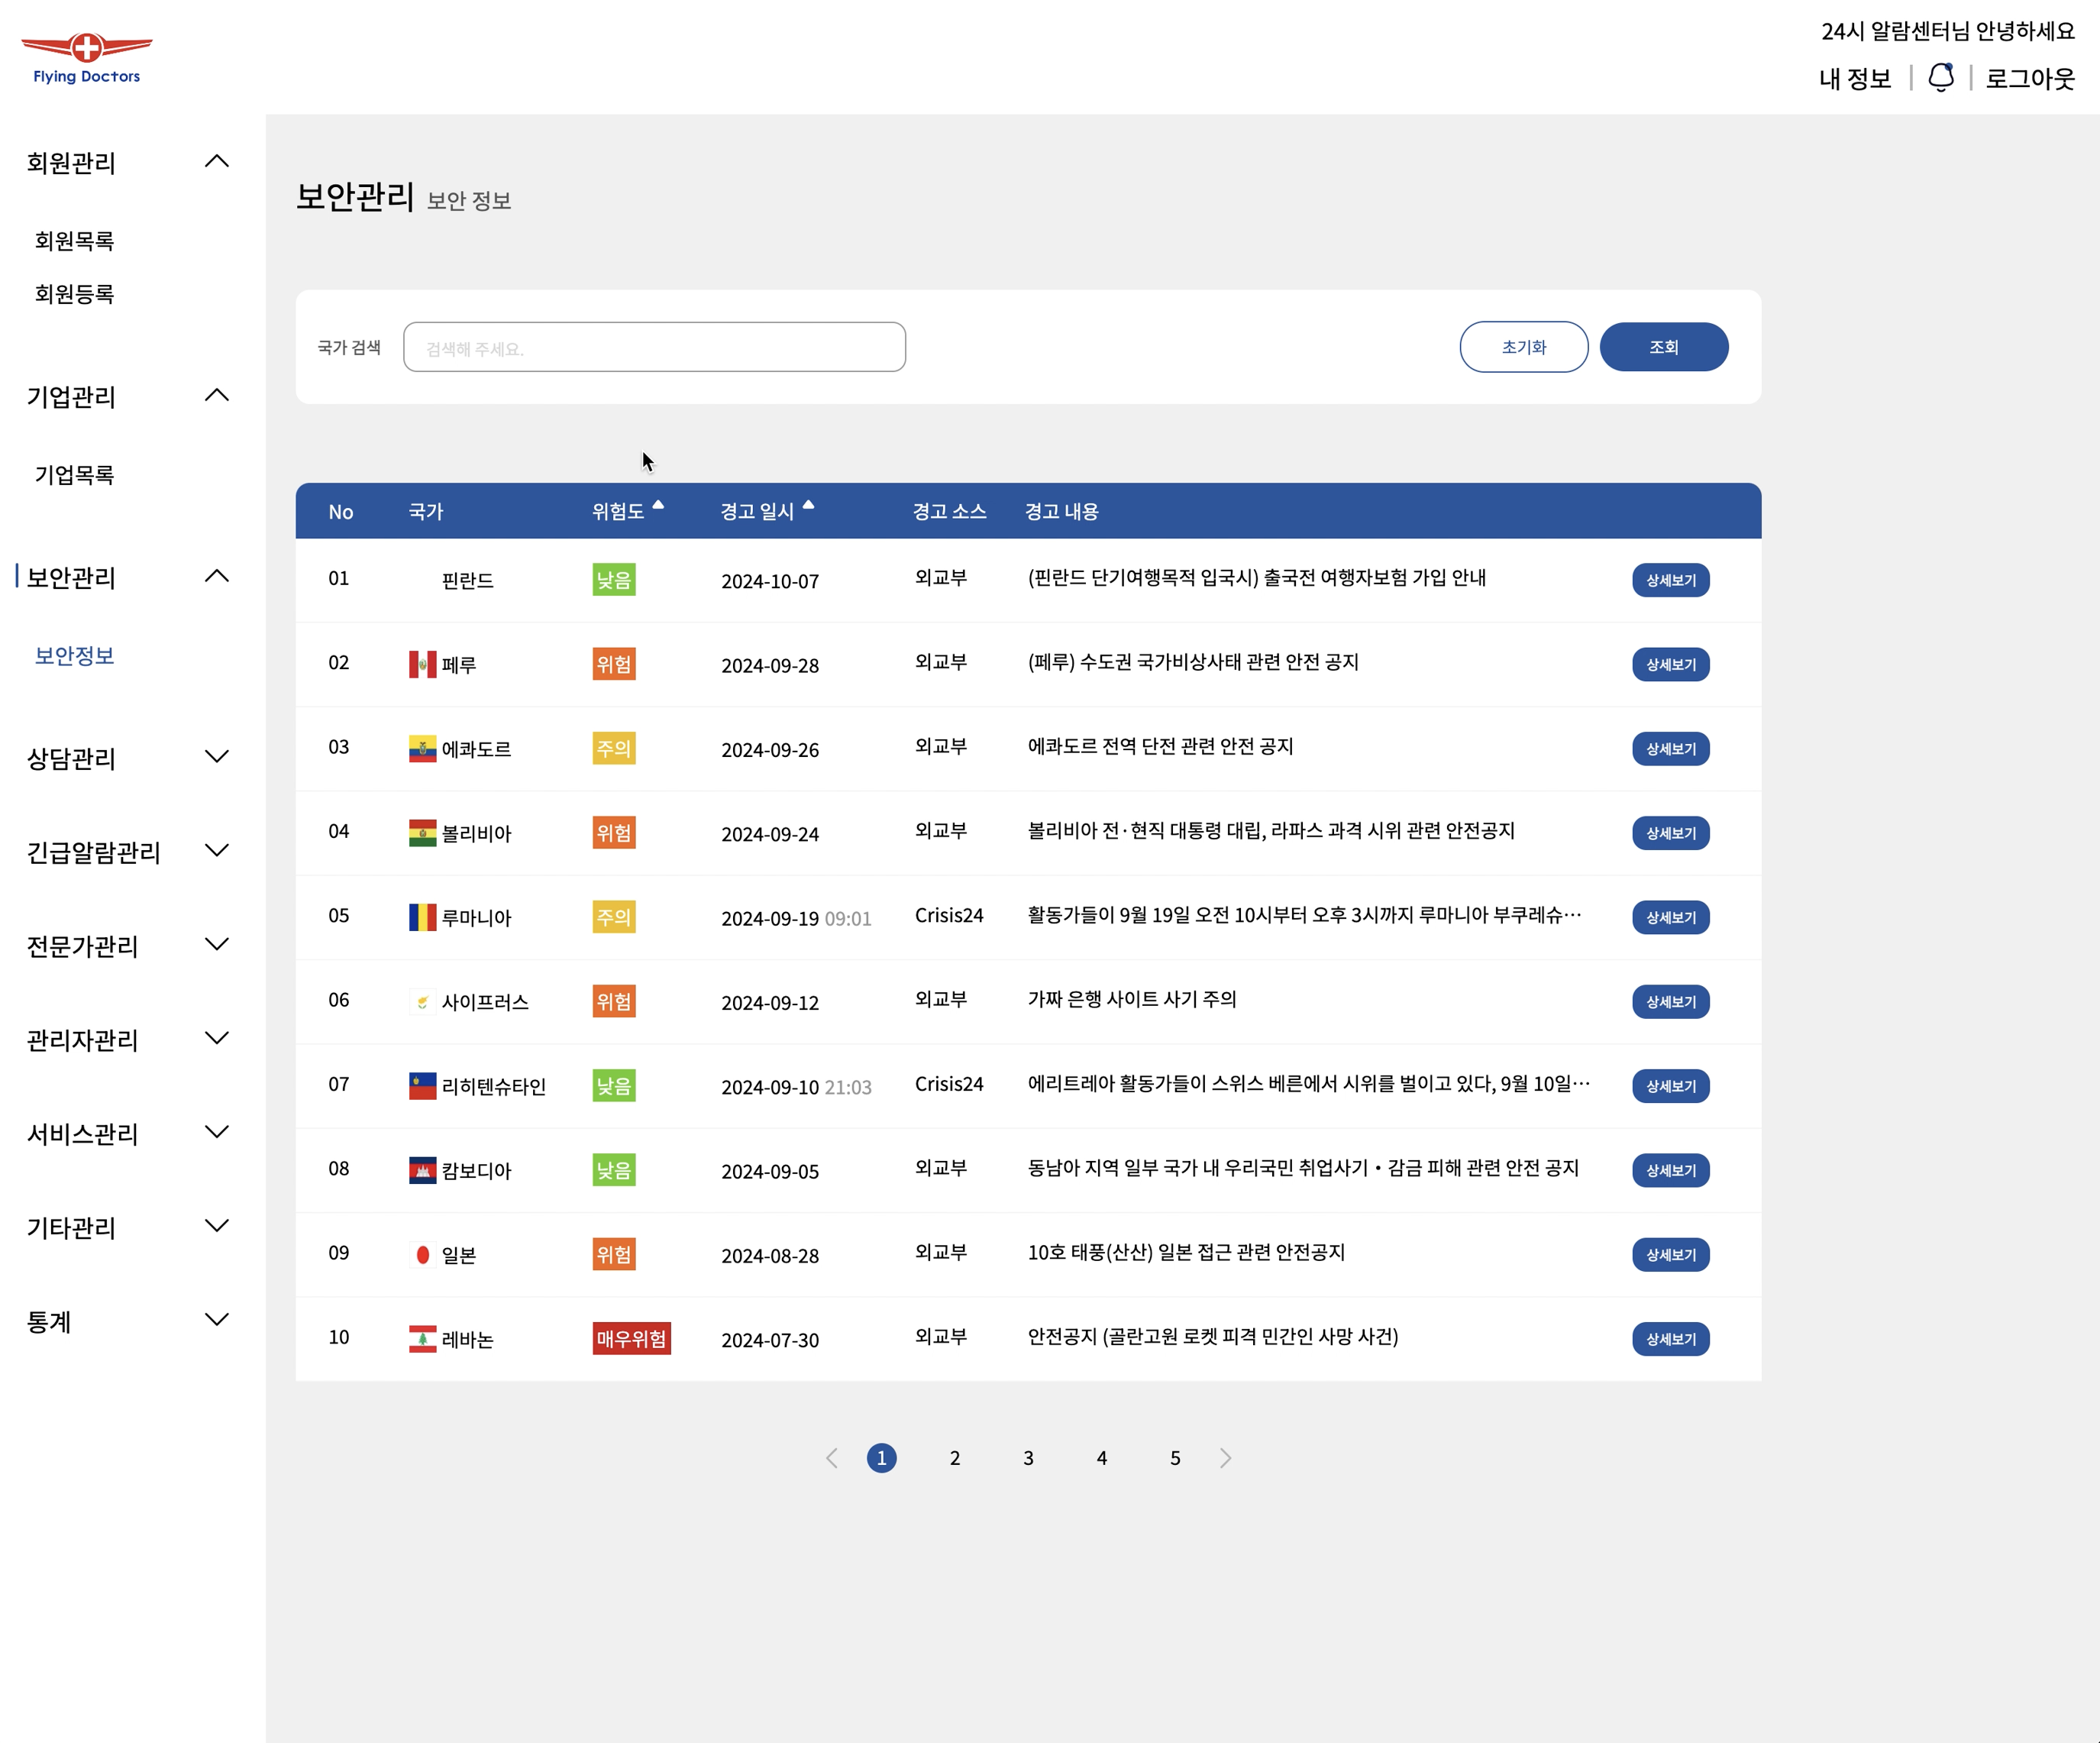 Flying Doctors
24시 알람센터님 안녕하세요
내 정보 | | 로그아웃
회원관리
회원목록
회원등록
기업관리
기업목록
보안관리
보안정보
상담관리
긴급알람관리
전문가관리
관리자관리
서비스관리
기타관리
통계
보안관리 보안 정보
국가 검색 검색해 주세요. 초기화 조회
No 국가 위험도 경고 일시 경고 소스 경고 내용
01 핀란드 낮음 2024-10-07 외교부 (핀란드 단기여행목적 입국시) 출국전 여행자보험 가입 안내 상세보기
02 페루 위험 2024-09-28 외교부 (페루) 수도권 국가비상사태 관련 안전 공지 상세보기
03 에콰도르 주의 2024-09-26 외교부 에콰도르 전역 단전 관련 안전 공지 상세보기
04 볼리비아 위험 2024-09-24 외교부 볼리비아 전·현직 대통령 대립, 라파스 과격 시위 관련 안전공지 상세보기
05 루마니아 주의 2024-09-19 09:01 Crisis24 활동가들이 9월 19일 오전 10시부터 오후 3시까지 루마니아 부쿠레슈… 상세보기
06 사이프러스 위험 2024-09-12 외교부 가짜 은행 사이트 사기 주의 상세보기
07 리히텐슈타인 낮음 2024-09-10 21:03 Crisis24 에리트레아 활동가들이 스위스 베른에서 시위를 벌이고 있다, 9월 10일… 상세보기
08 캄보디아 낮음 2024-09-05 외교부 동남아 지역 일부 국가 내 우리국민 취업사기・감금 피해 관련 안전 공지 상세보기
09 일본 위험 2024-08-28 외교부 10호 태풍(산산) 일본 접근 관련 안전공지 상세보기
10 레바논 매우위험 2024-07-30 외교부 안전공지 (골란고원 로켓 피격 민간인 사망 사건) 상세보기
1 2 3 4 5